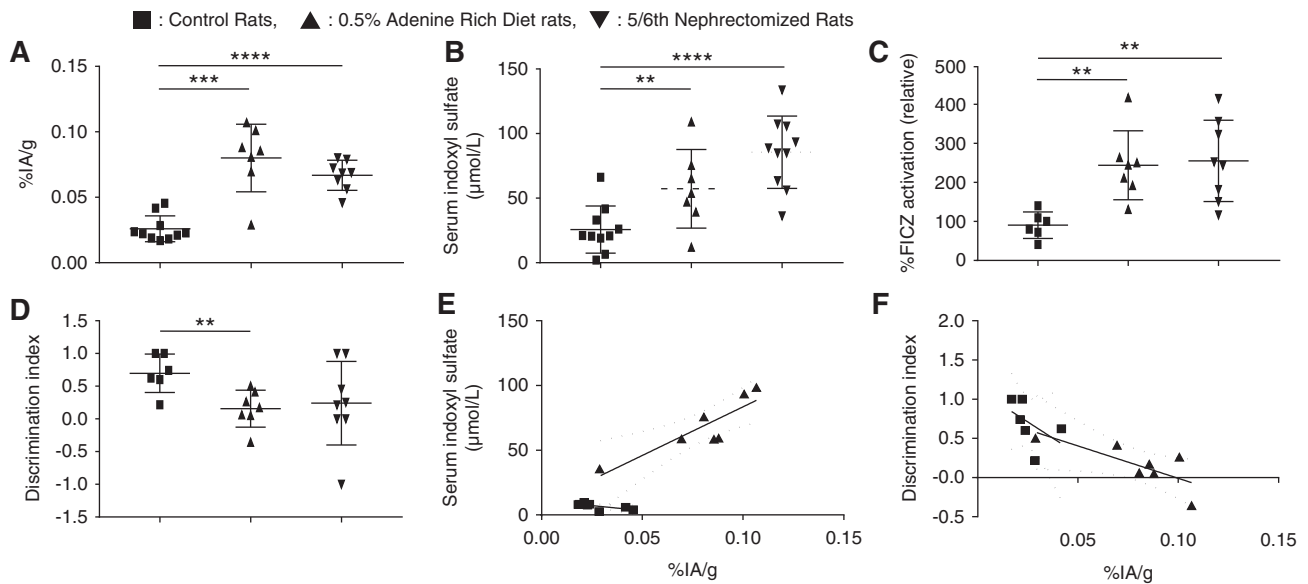 ■ : Control Rats, ▲ : 0.5% Adenine Rich Diet rats, ▼ : 5/6th Nephrectomized Rats
A
%IA/g
0.15
0.10
0.05
0.00
****
***
B
Serum indoxyl sulfate
(µmol/L)
150
100
50
0
****
**
C
%FICZ activation (relative)
500
400
300
200
100
0
**
**
D
Discrimination index
1.5
1.0
0.5
0.0
-0.5
-1.0
-1.5
**
E
Serum indoxyl sulfate
(µmol/L)
150
100
50
0
0.00
0.05
0.10
0.15
%IA/g
F
Discrimination index
2.0
1.5
1.0
0.5
-0.0
-0.5
0.05
0.10
0.15
%IA/g